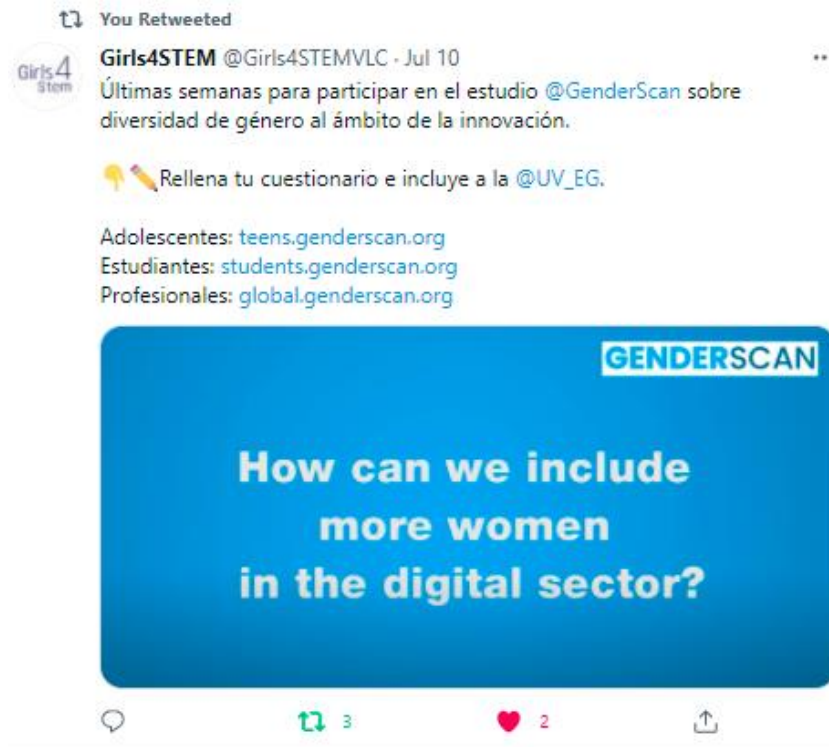 You Retweeted
Girls4STEM @Girls4STEMVLC · Jul 10
Girls4
Stem
Últimas semanas para participar en el estudio @GenderScan sobre
diversidad de género al ámbito de la innovación.
👇✏️Rellena tu cuestionario e incluye a la @UV_EG.
Adolescentes: teens.genderscan.org
Estudiantes: students.genderscan.org
Profesionales: global.genderscan.org
GENDERSCAN
How can we include
more women
in the digital sector?
3 2